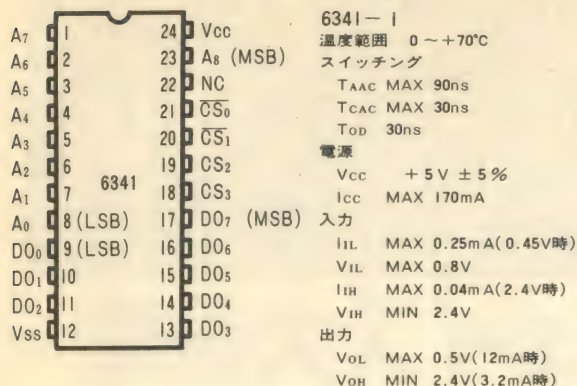 A7 1 24 Vcc
A6 2 23 A8 (MSB)
A5 3 22 NC
A4 4 21 CS0
A3 5 20 CS1
A2 6 19 CS2
A1 7 18 CS3
6341
A0 8 (LSB) 17 DO7 (MSB)
DO0 9 (LSB) 16 DO6
DO1 10 15 DO5
DO2 11 14 DO4
Vss 12 13 DO3
6341-1
温度範囲 0~+70℃
スイッチング
TAAC MAX 90ns
TCAC MAX 30ns
TOD 30ns
電源
Vcc +5V±5%
Icc MAX 170mA
入力
IIL MAX 0.25mA(0.45V時)
VIL MAX 0.8V
IIH MAX 0.04mA(2.4V時)
VIH MIN 2.4V
出力
VOL MAX 0.5V(12mA時)
VOH MIN 2.4V(3.2mA時)